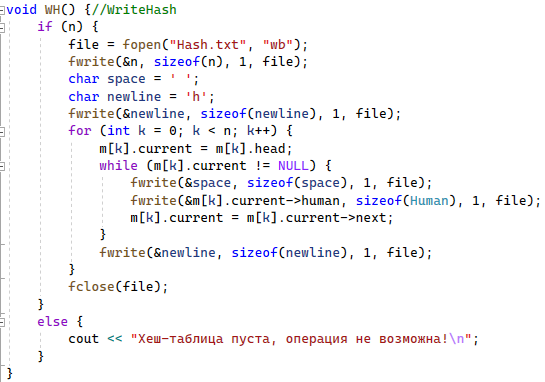 void WH() {//WriteHash
    if (n) {
        file = fopen("Hash.txt", "wb");
        fwrite(&n, sizeof(n), 1, file);
        char space = ' ';
        char newline = 'h';
        fwrite(&newline, sizeof(newline), 1, file);
        for (int k = 0; k < n; k++) {
            m[k].current = m[k].head;
            while (m[k].current != NULL) {
                fwrite(&space, sizeof(space), 1, file);
                fwrite(&m[k].current->human, sizeof(Human), 1, file);
                m[k].current = m[k].current->next;
            }
            fwrite(&newline, sizeof(newline), 1, file);
        }
        fclose(file);
    }
    else {
        cout << "Хеш-таблица пуста, операция не возможна!\n";
    }
}